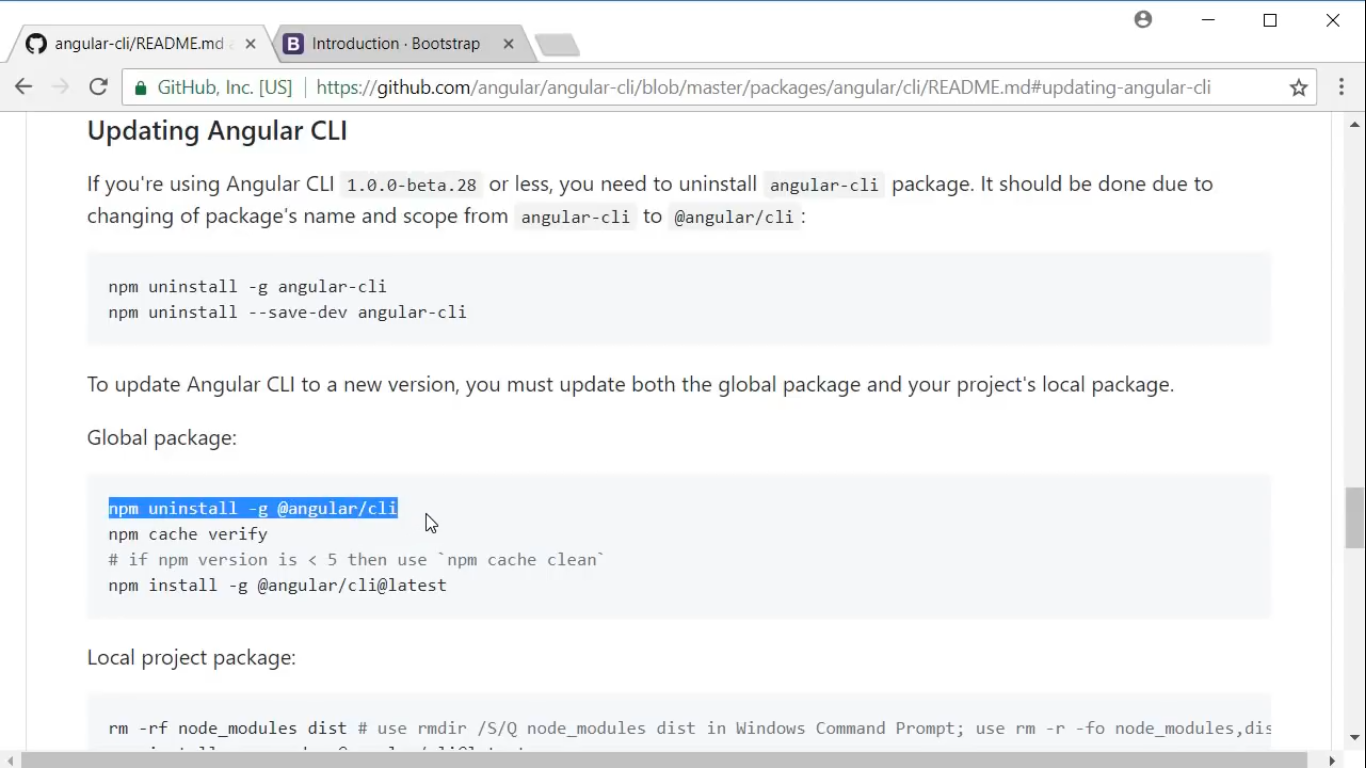 angular-cli/README.md
Introduction · Bootstrap
GitHub, Inc. [US]
https://github.com/angular/angular-cli/blob/master/packages/angular/cli/README.md#updating-angular-cli
Updating Angular CLI
If you're using Angular CLI 1.0.0-beta.28 or less, you need to uninstall angular-cli package. It should be done due to
changing of package's name and scope from angular-cli to @angular/cli:
npm uninstall -g angular-cli
npm uninstall --save-dev angular-cli
To update Angular CLI to a new version, you must update both the global package and your project's local package.
Global package:
npm uninstall -g @angular/cli
npm cache verify
# if npm version is < 5 then use `npm cache clean`
npm install -g @angular/cli@latest
Local project package:
rm -rf node_modules dist # use rmdir /S/Q node_modules dist in Windows Command Prompt; use rm -r -fo node_modules,dis